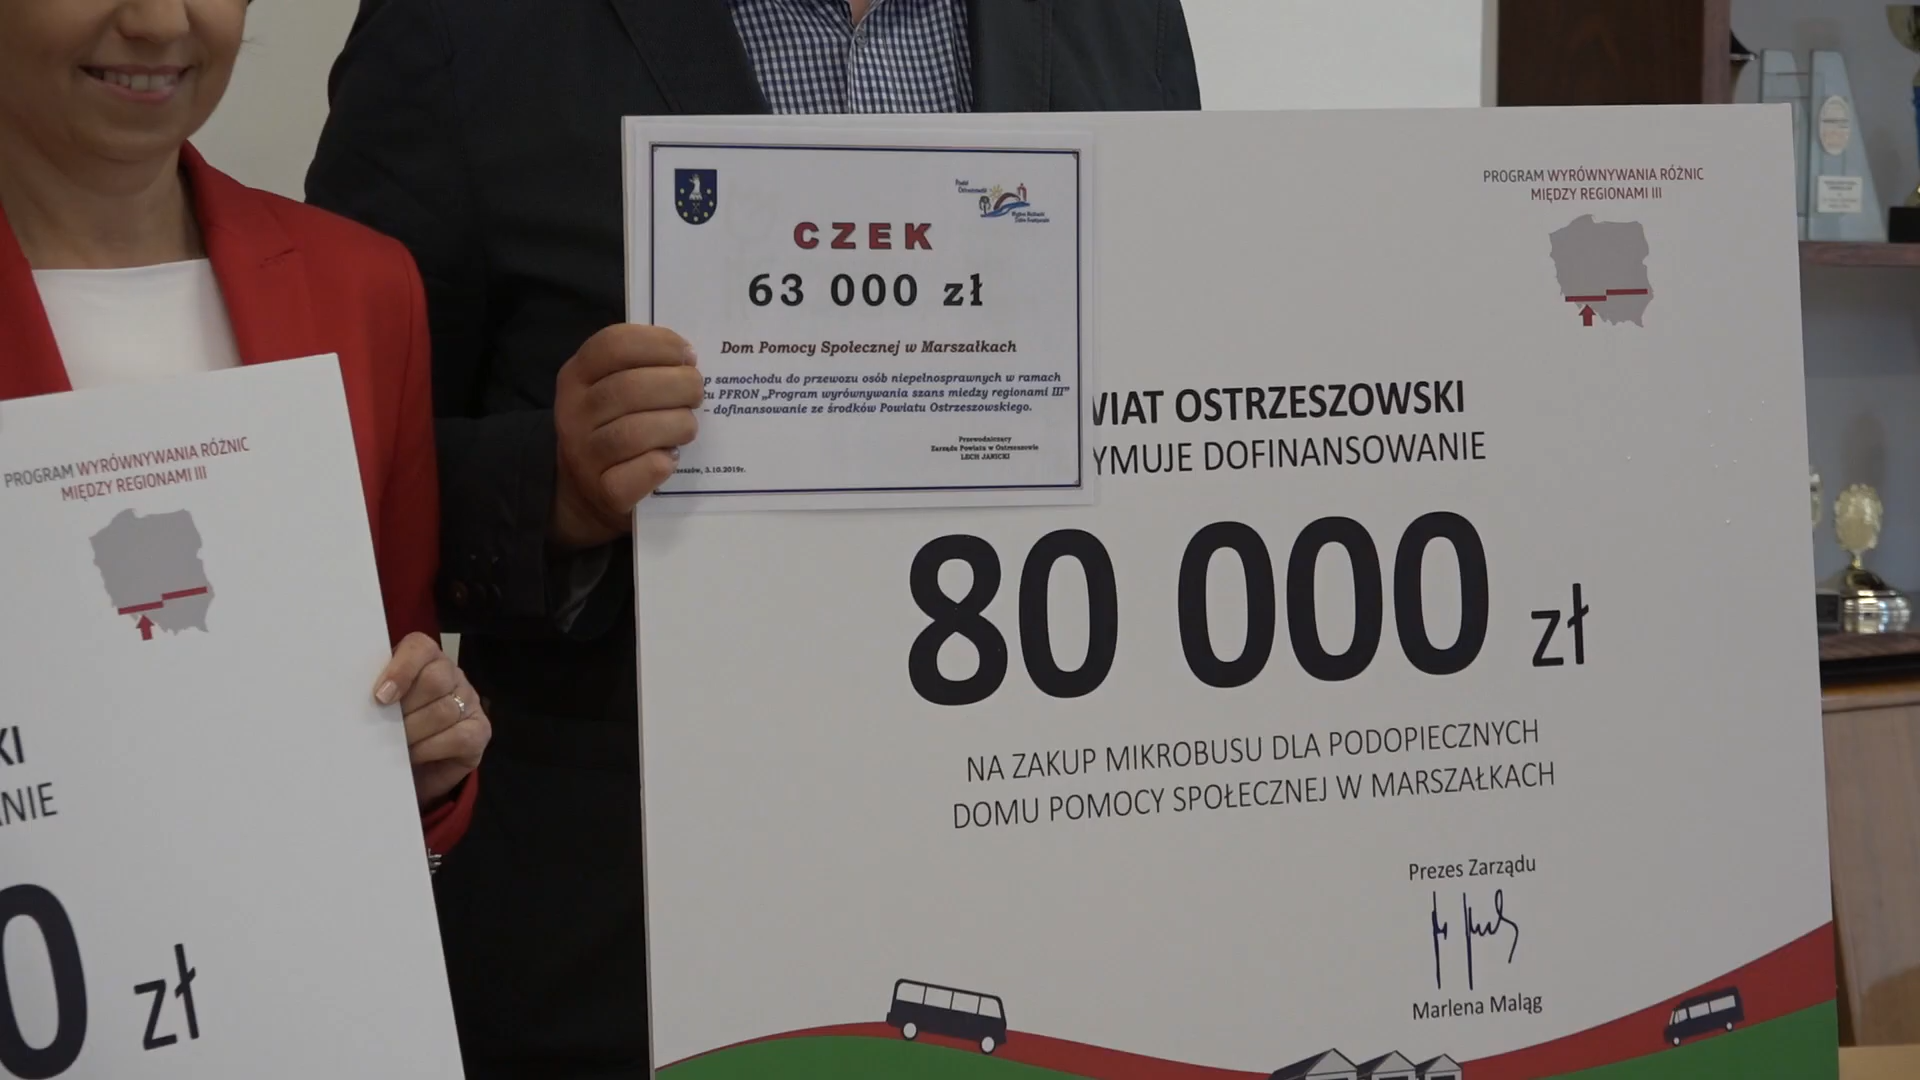 PROGRAM WYRÓWNYWANIA RÓŻNIC
MIĘDZY REGIONAMI III
KI
NIE
0 zł
CZEK
63 000 zł
Dom Pomocy Społecznej w Marszałkach
p samochodu do przewozu osób niepełnosprawnych w ramach
tu PFRON „Program wyrównywania szans miedzy regionami III”
– dofinansowanie ze środków Powiatu Ostrzeszowskiego.
Przewodniczący
Zarządu Powiatu w Ostrzeszowie
LECH JANICKI
rzeszów, 3.10.2019r.
PROGRAM WYRÓWNYWANIA RÓŻNIC
MIĘDZY REGIONAMI III
WIAT OSTRZESZOWSKI
YMUJE DOFINANSOWANIE
80 000 zł
NA ZAKUP MIKROBUSU DLA PODOPIECZNYCH
DOMU POMOCY SPOŁECZNEJ W MARSZAŁKACH
Prezes Zarządu
Marlena Maląg